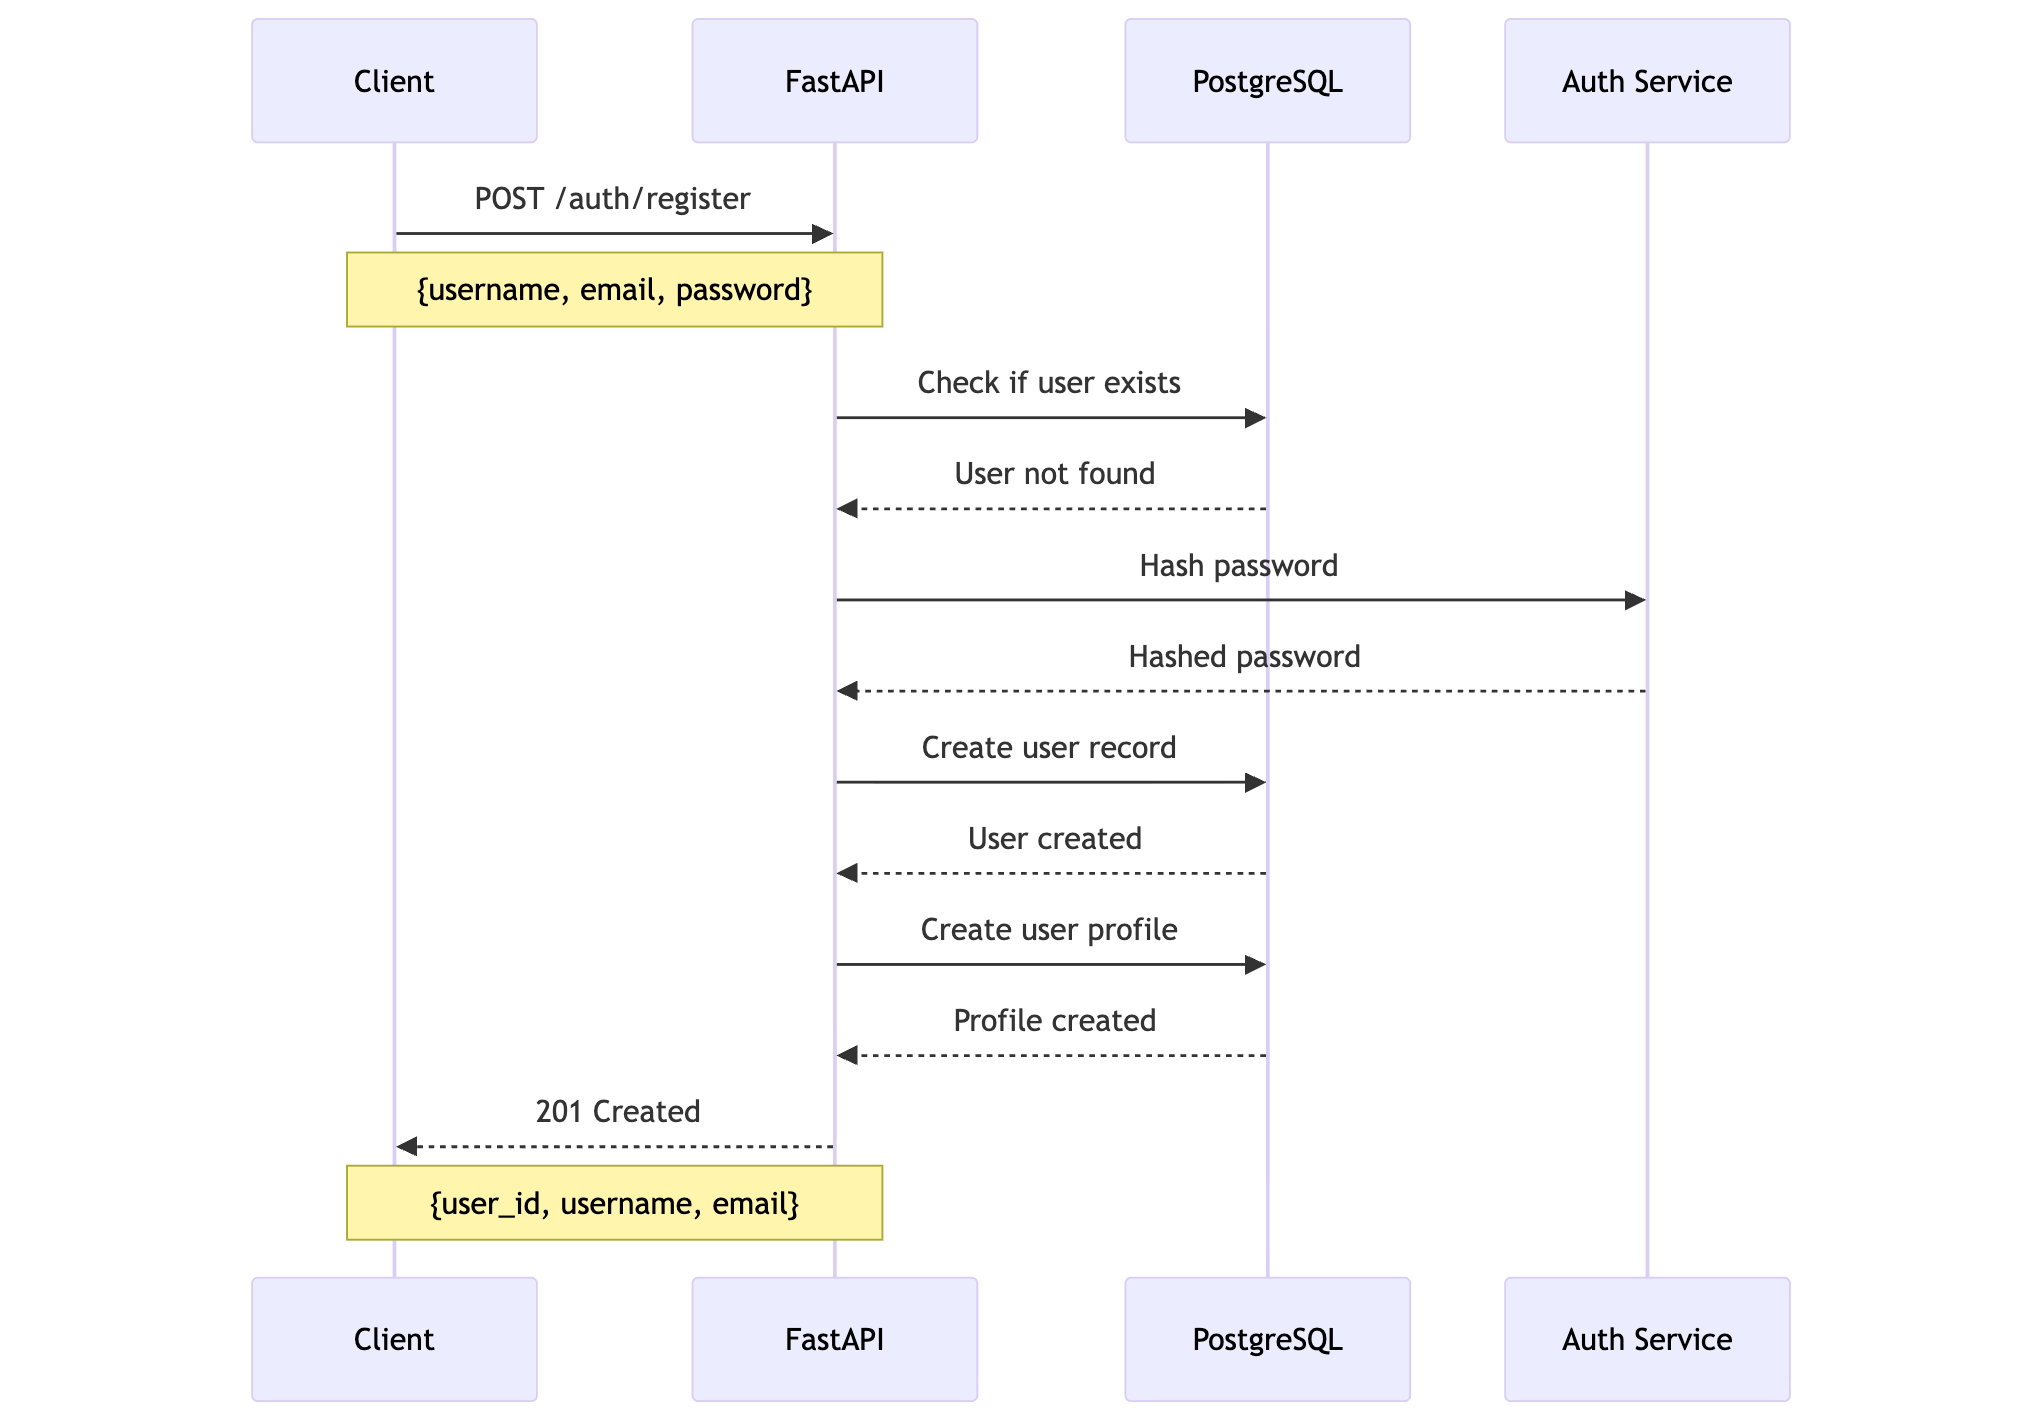 Client
FastAPI
PostgreSQL
Auth Service
POST /auth/register
{username, email, password}
Check if user exists
User not found
Hash password
Hashed password
Create user record
User created
Create user profile
Profile created
201 Created
{user_id, username, email}
Client
FastAPI
PostgreSQL
Auth Service